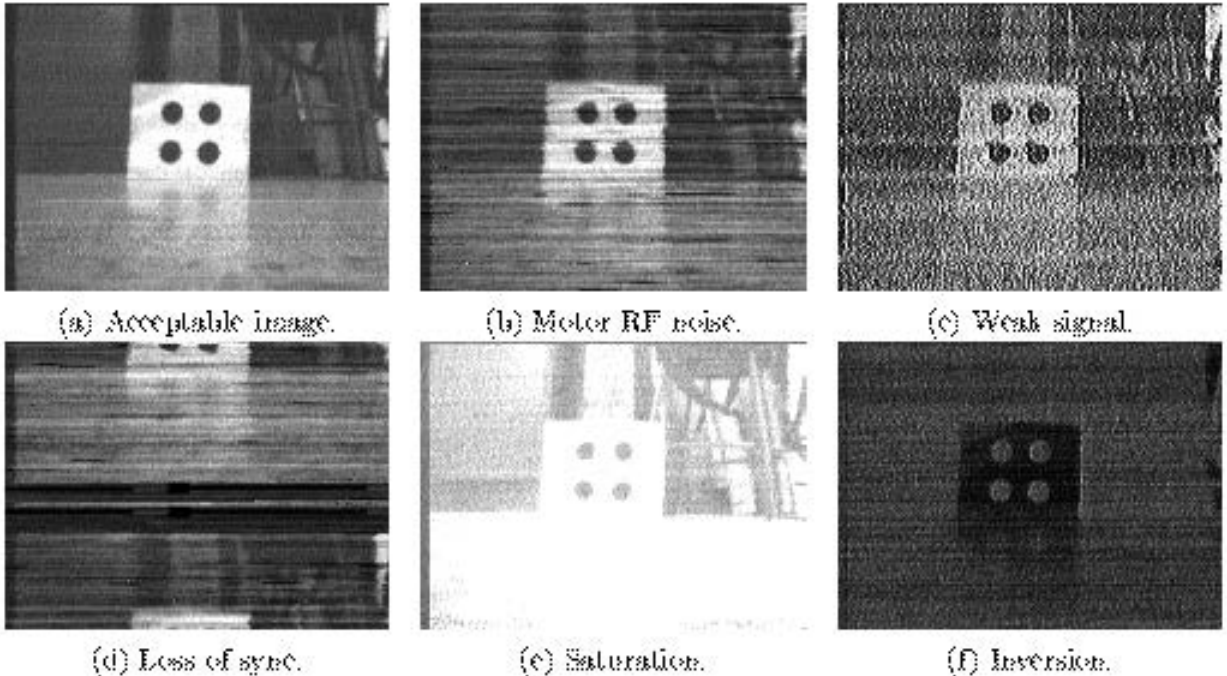 (a) Acceptable image.
(b) Motor RF noise.
(c) Weak signal.
(d) Loss of sync.
(e) Saturation.
(f) Inversion.